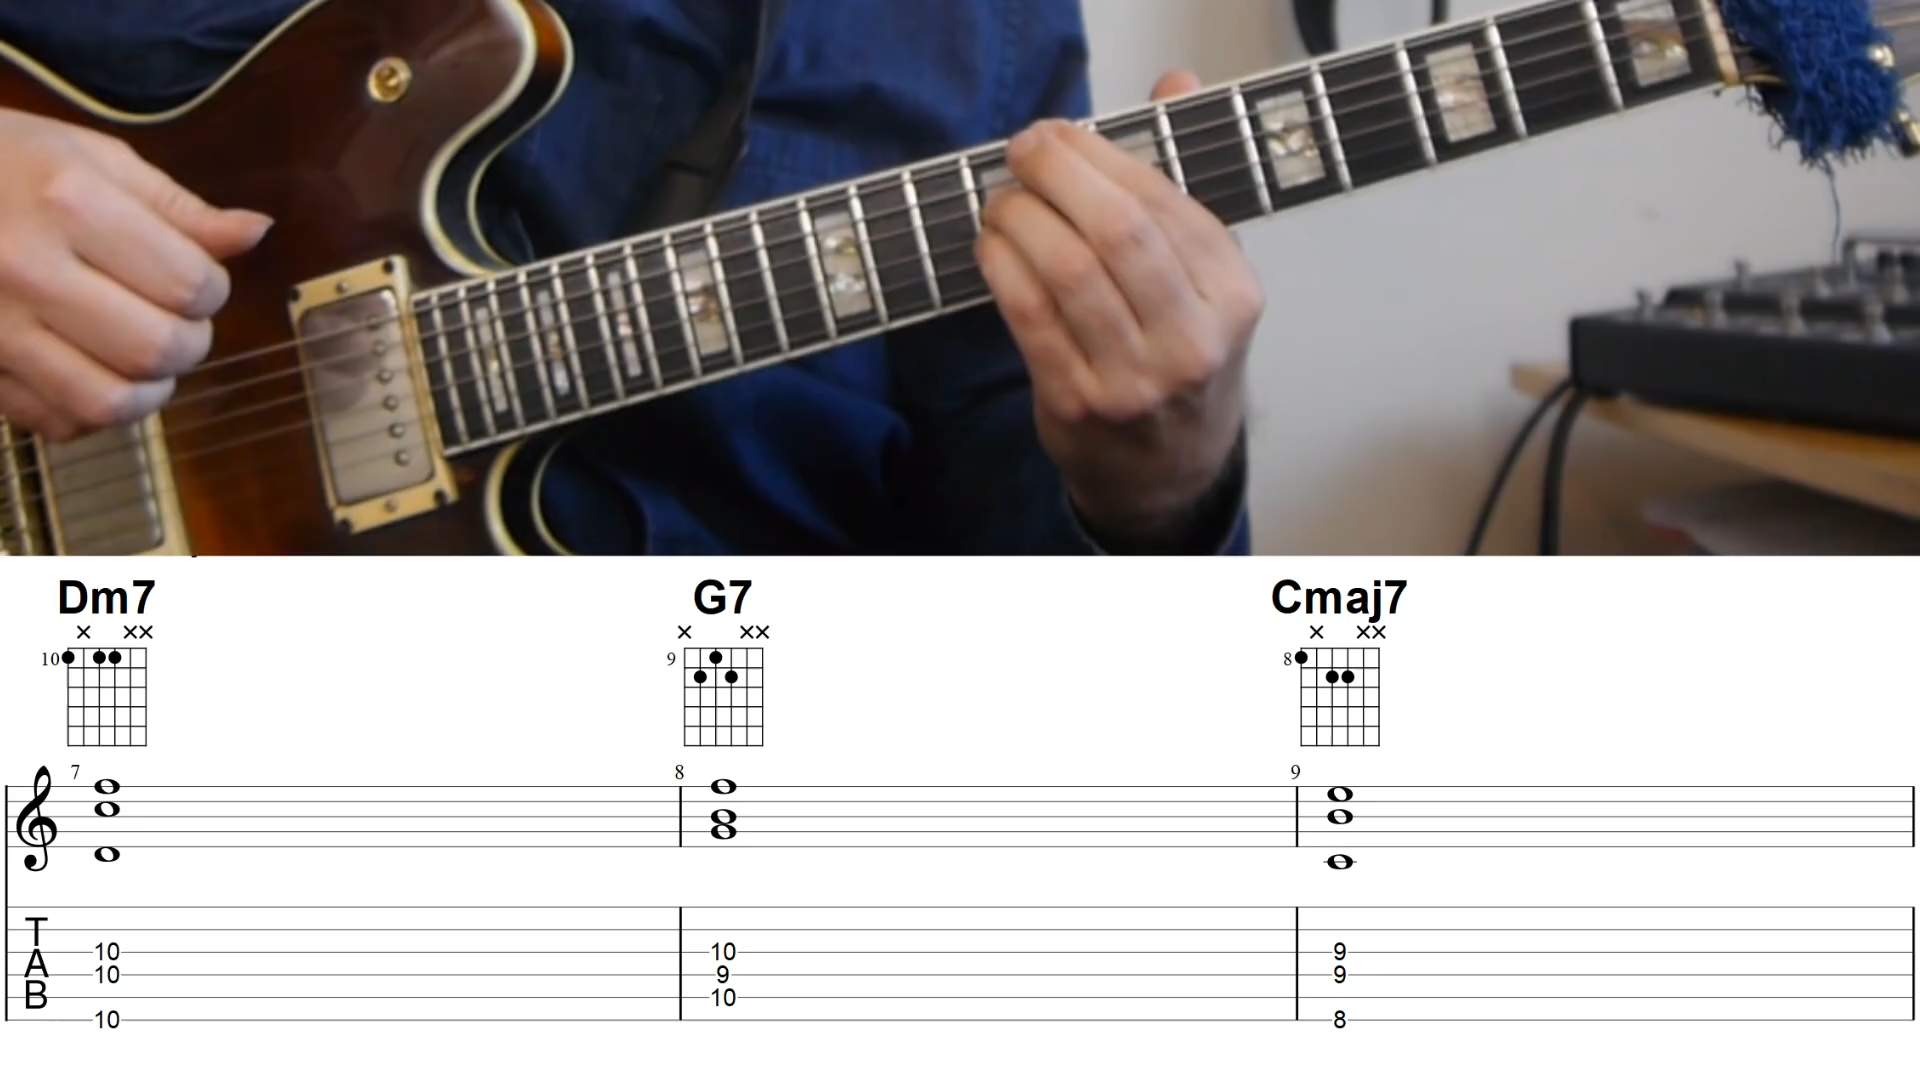 Dm7 G7 Cmaj7
× ×× × ×× × ××
10 9 8
7 8 9
T
A
B
10 10 9
10 9 9
10
10 8